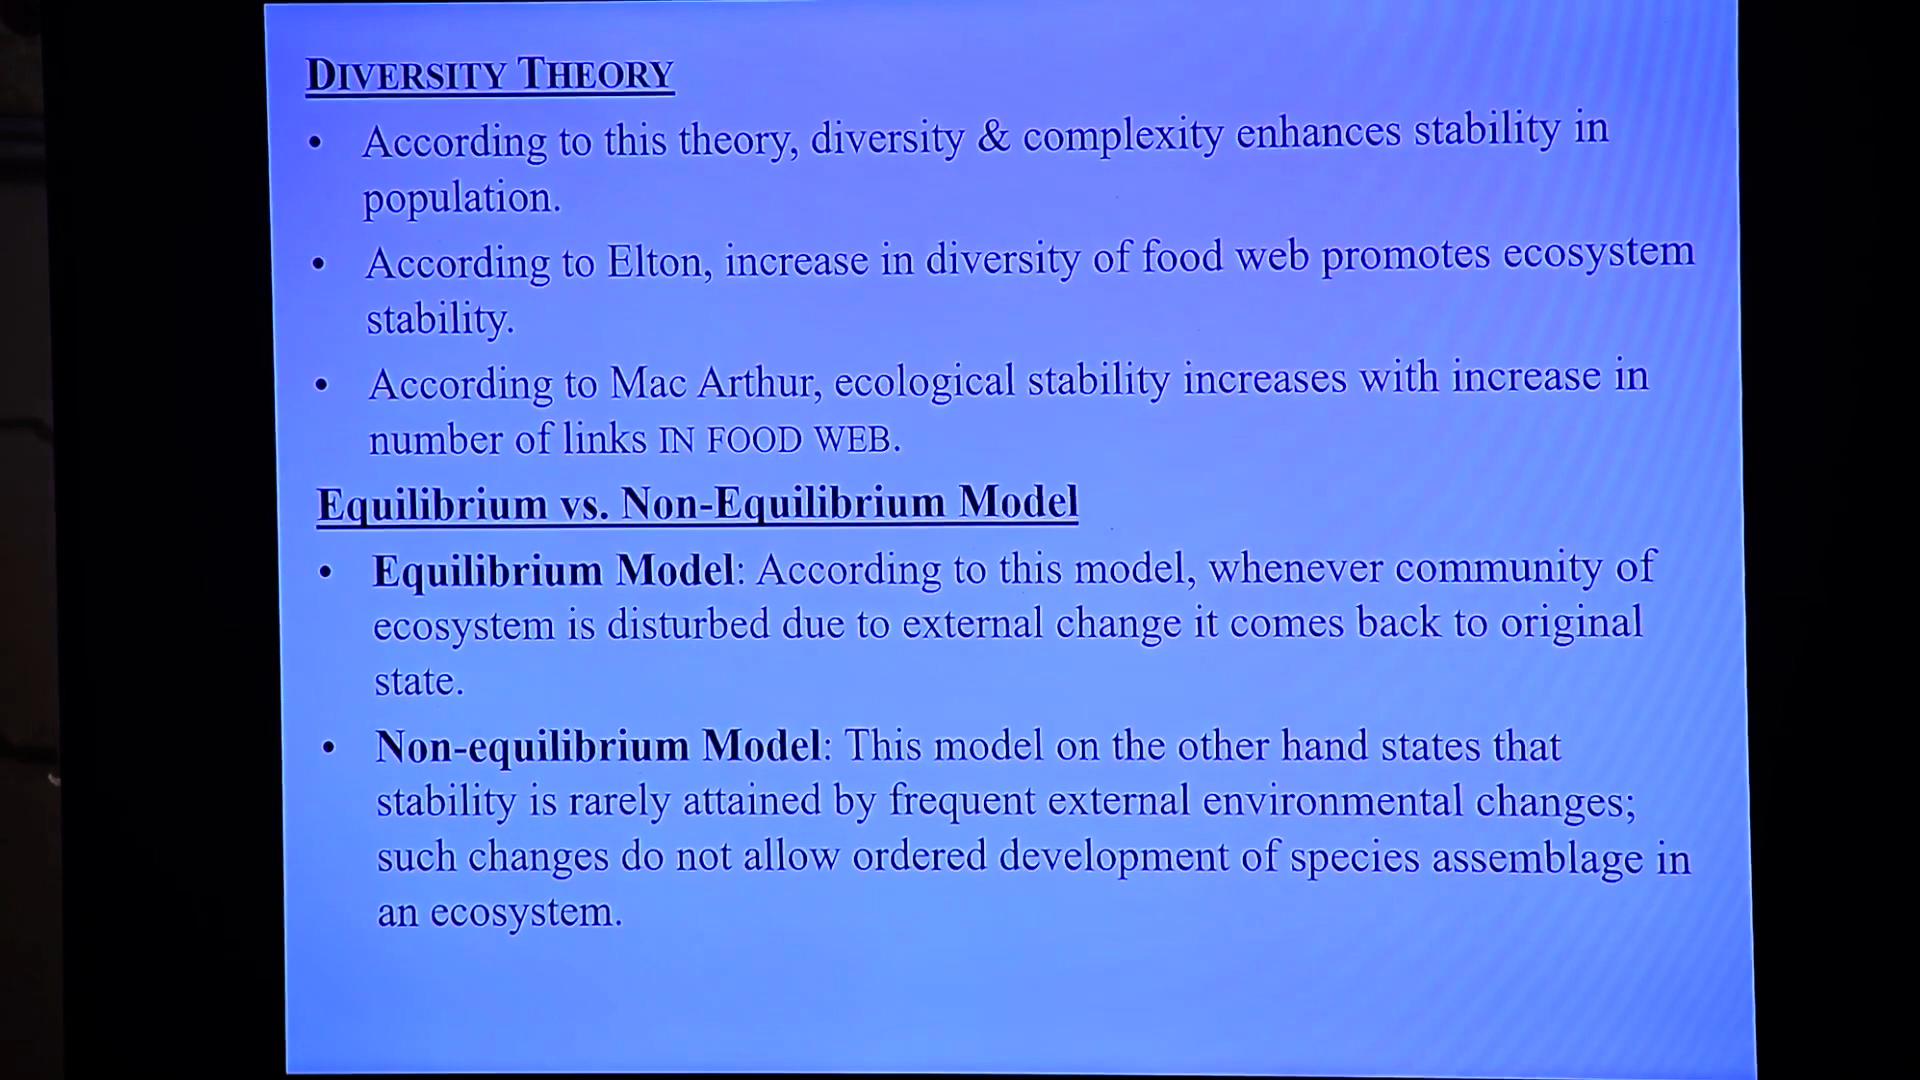 DIVERSITY THEORY
• According to this theory, diversity & complexity enhances stability in
population.
• According to Elton, increase in diversity of food web promotes ecosystem
stability.
• According to Mac Arthur, ecological stability increases with increase in
number of links IN FOOD WEB.
Equilibrium vs. Non-Equilibrium Model
• Equilibrium Model: According to this model, whenever community of
ecosystem is disturbed due to external change it comes back to original
state.
• Non-equilibrium Model: This model on the other hand states that
stability is rarely attained by frequent external environmental changes;
such changes do not allow ordered development of species assemblage in
an ecosystem.